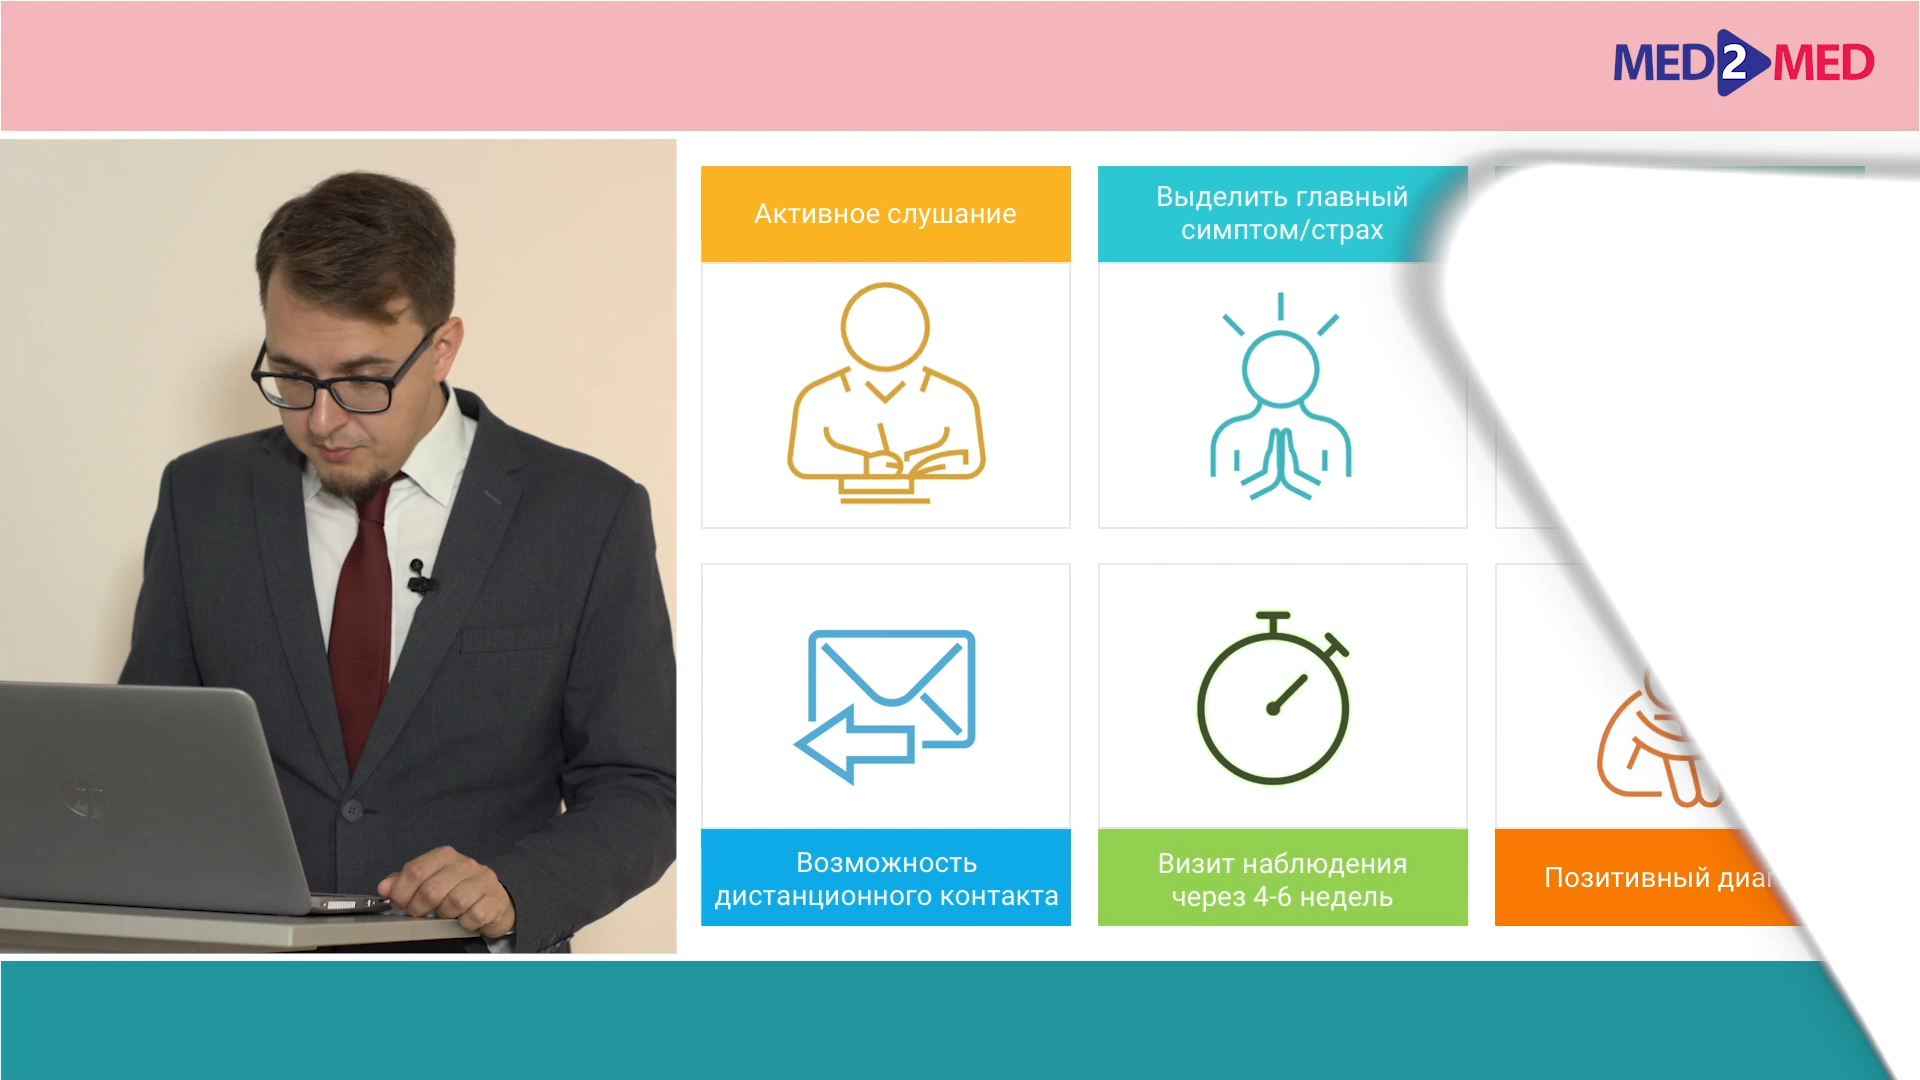 MED2MED
Активное слушание
Выделить главный
симптом/страх
Возможность
дистанционного контакта
Визит наблюдения
через 4-6 недель
Позитивный